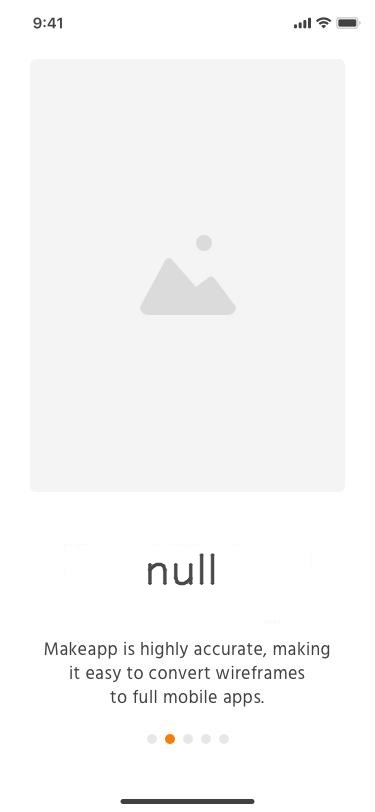 9:41
null
Makeapp is highly accurate, making
it easy to convert wireframes
to full mobile apps.